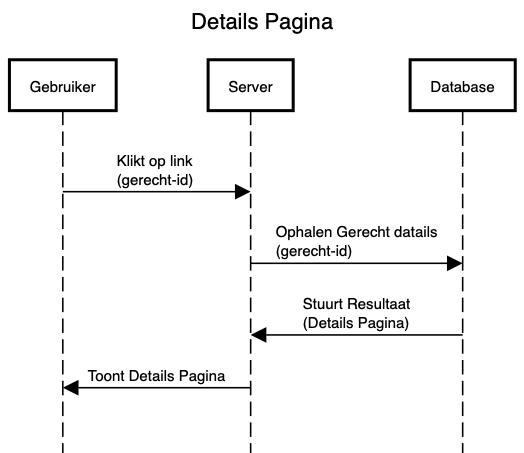 Details Pagina
Gebruiker
Server
Database
Klikt op link
(gerecht-id)
Ophalen Gerecht datails
(gerecht-id)
Stuurt Resultaat
(Details Pagina)
Toont Details Pagina